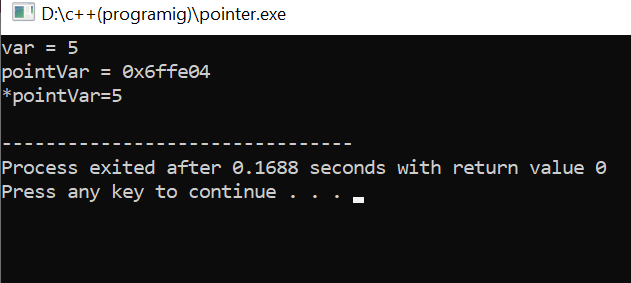 D:\c++(programig)\pointer.exe
var = 5
pointVar = 0x6ffe04
*pointVar=5
--------------------------------
Process exited after 0.1688 seconds with return value 0
Press any key to continue . . .